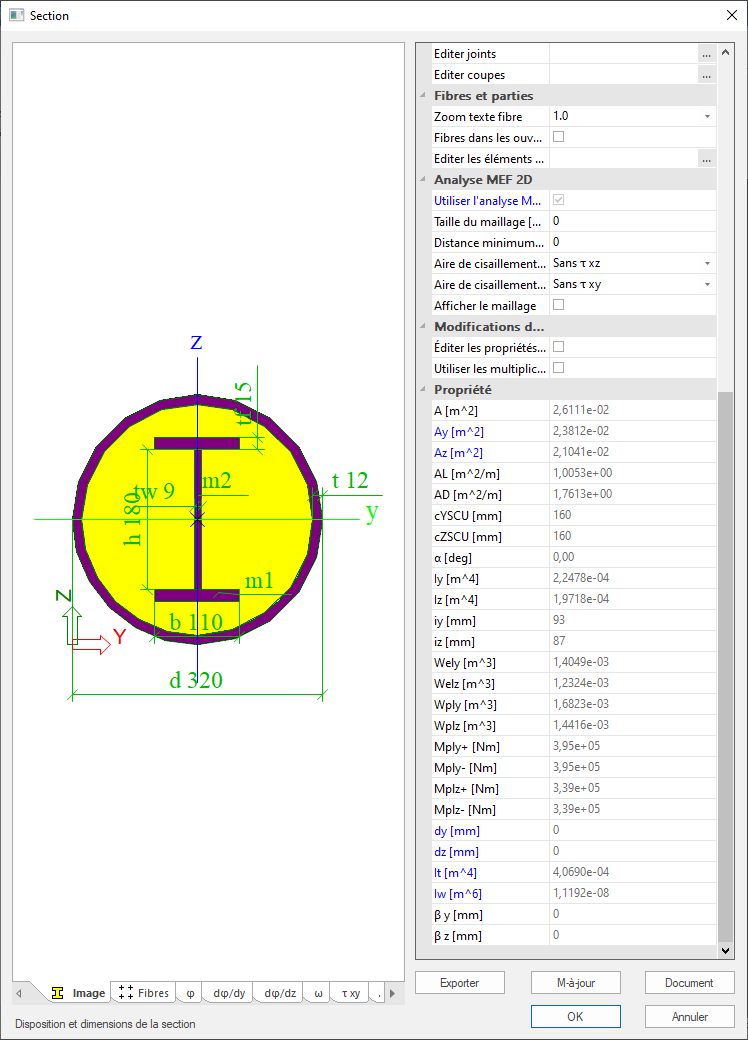 Section
Z
tf 15
t 12
m2
tw 9
h 180
y
m1
b 110
Z
Y
d 320
Editer joints ...
Editer coupes ...
Fibres et parties
Zoom texte fibre 1.0
Fibres dans les ouv...
Editer les éléments ... ...
Analyse MEF 2D
Utiliser l'analyse M...
Taille du maillage [... 0
Distance minimum... 0
Aire de cisaillement... Sans τ xz
Aire de cisaillement... Sans τ xy
Afficher le maillage
Modifications d...
Éditer les propriétés...
Utiliser les multiplic...
Propriété
A [m^2] 2,6111e-02
Ay [m^2] 2,3812e-02
Az [m^2] 2,1041e-02
AL [m^2/m] 1,0053e+00
AD [m^2/m] 1,7613e+00
cYSCU [mm] 160
cZSCU [mm] 160
α [deg] 0,00
Iy [m^4] 2,2478e-04
Iz [m^4] 1,9718e-04
iy [mm] 93
iz [mm] 87
Wely [m^3] 1,4049e-03
Welz [m^3] 1,2324e-03
Wply [m^3] 1,6823e-03
Wplz [m^3] 1,4416e-03
Mply+ [Nm] 3,95e+05
Mply- [Nm] 3,95e+05
Mplz+ [Nm] 3,39e+05
Mplz- [Nm] 3,39e+05
dy [mm] 0
dz [mm] 0
It [m^4] 4,0690e-04
Iw [m^6] 1,1192e-08
β y [mm] 0
β z [mm] 0
Image Fibres φ dφ/dy dφ/dz ω τ xy .
Exporter M-à-jour Document
Disposition et dimensions de la section
OK Annuler